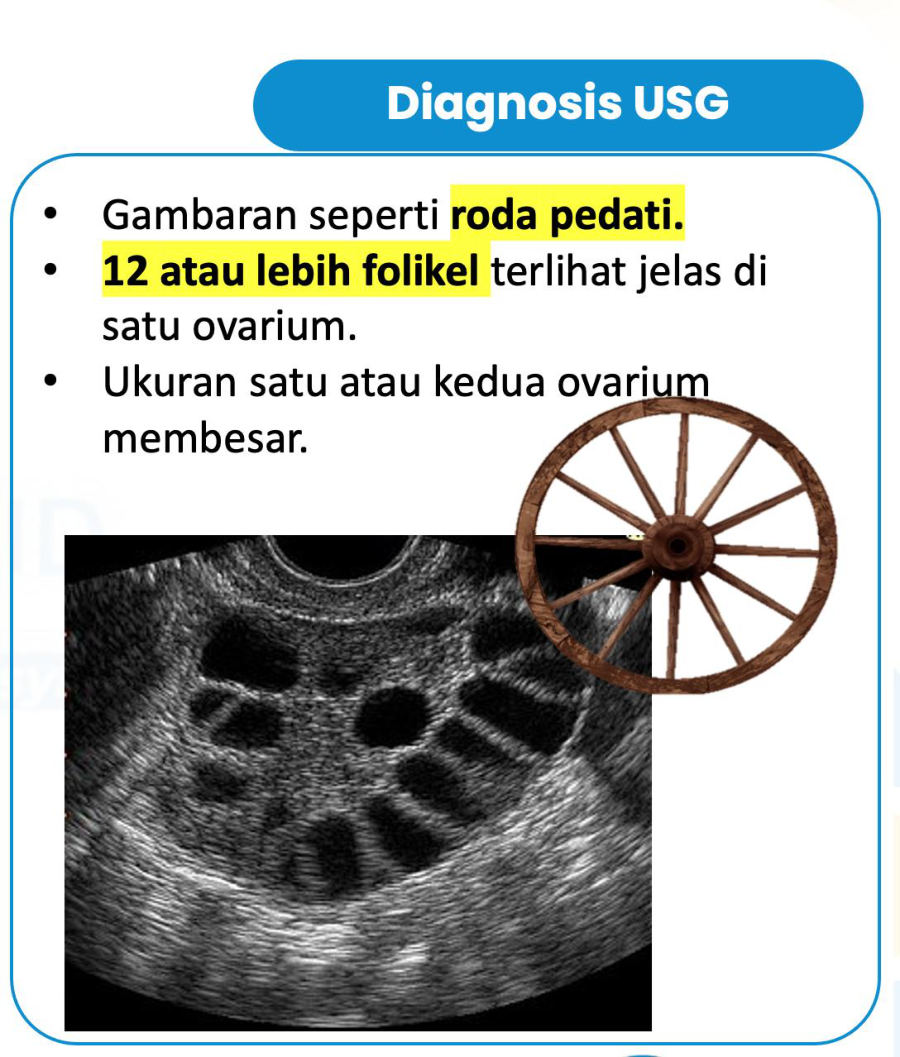 Diagnosis USG
• Gambaran seperti roda pedati.
• 12 atau lebih folikel terlihat jelas di
satu ovarium.
• Ukuran satu atau kedua ovarium
membesar.